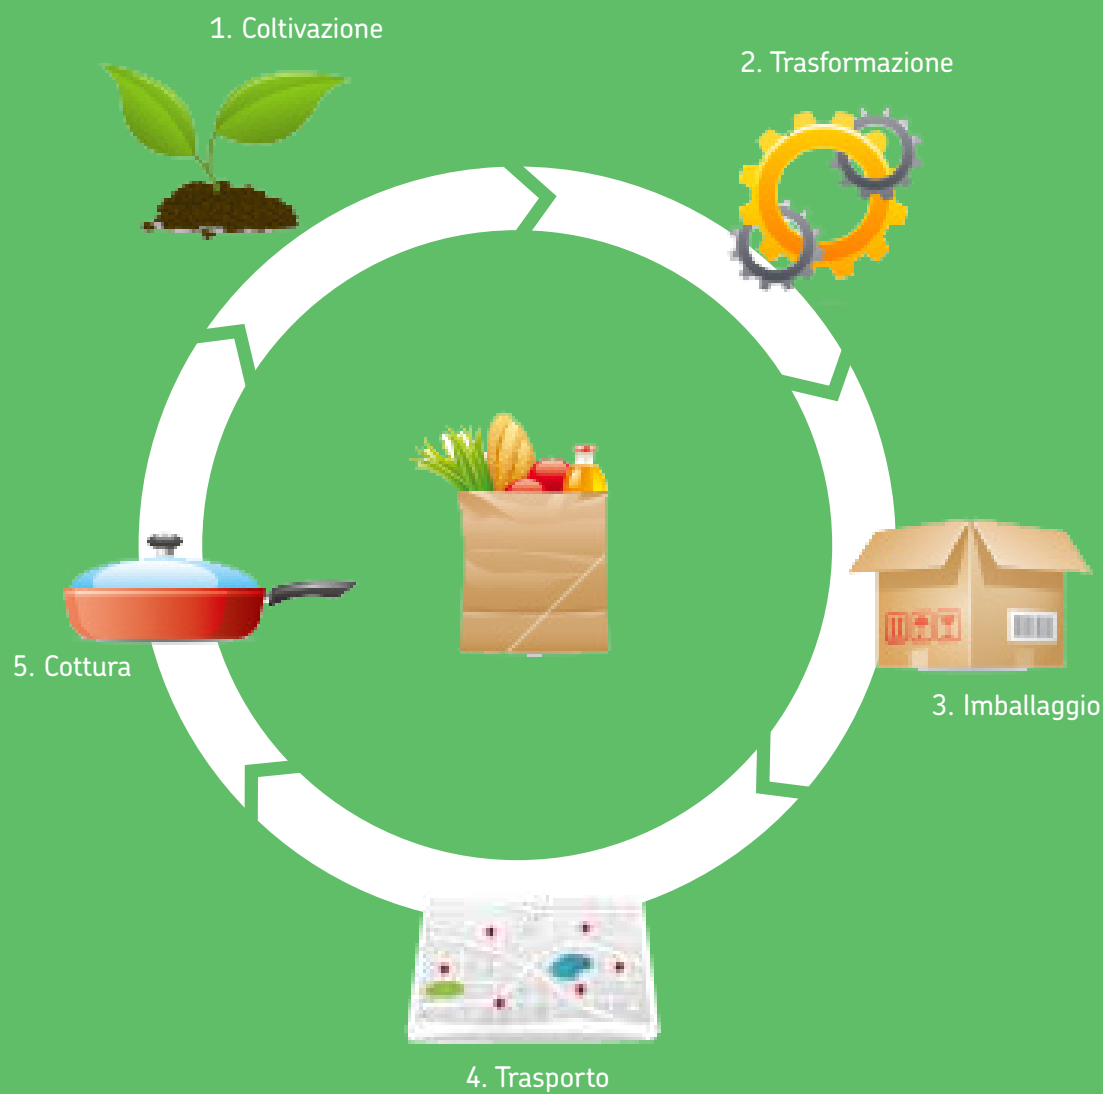 1. Coltivazione
2. Trasformazione
3. Imballaggio
4. Trasporto
5. Cottura